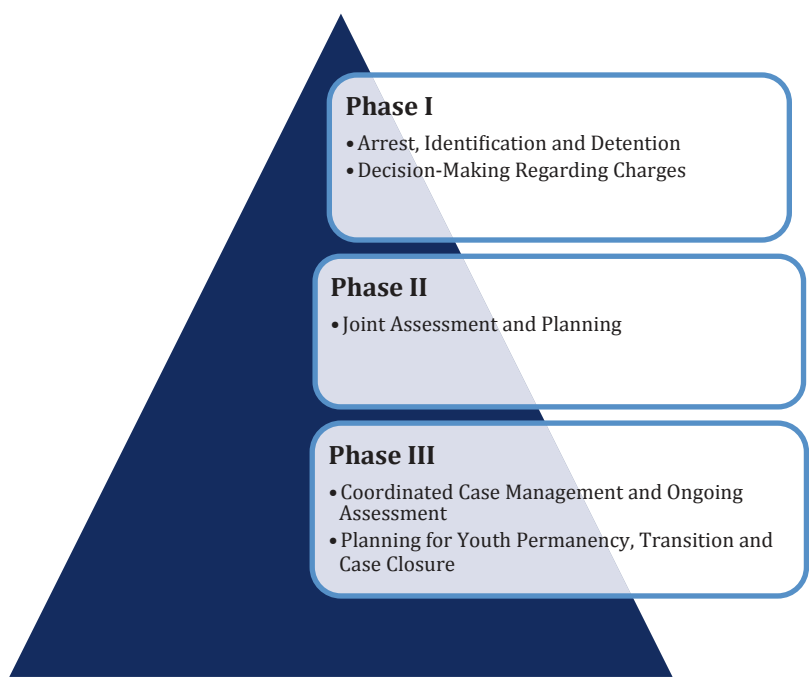 Phase I
• Arrest, Identification and Detention
• Decision-Making Regarding Charges
Phase II
• Joint Assessment and Planning
Phase III
• Coordinated Case Management and Ongoing
Assessment
• Planning for Youth Permanency, Transition and
Case Closure